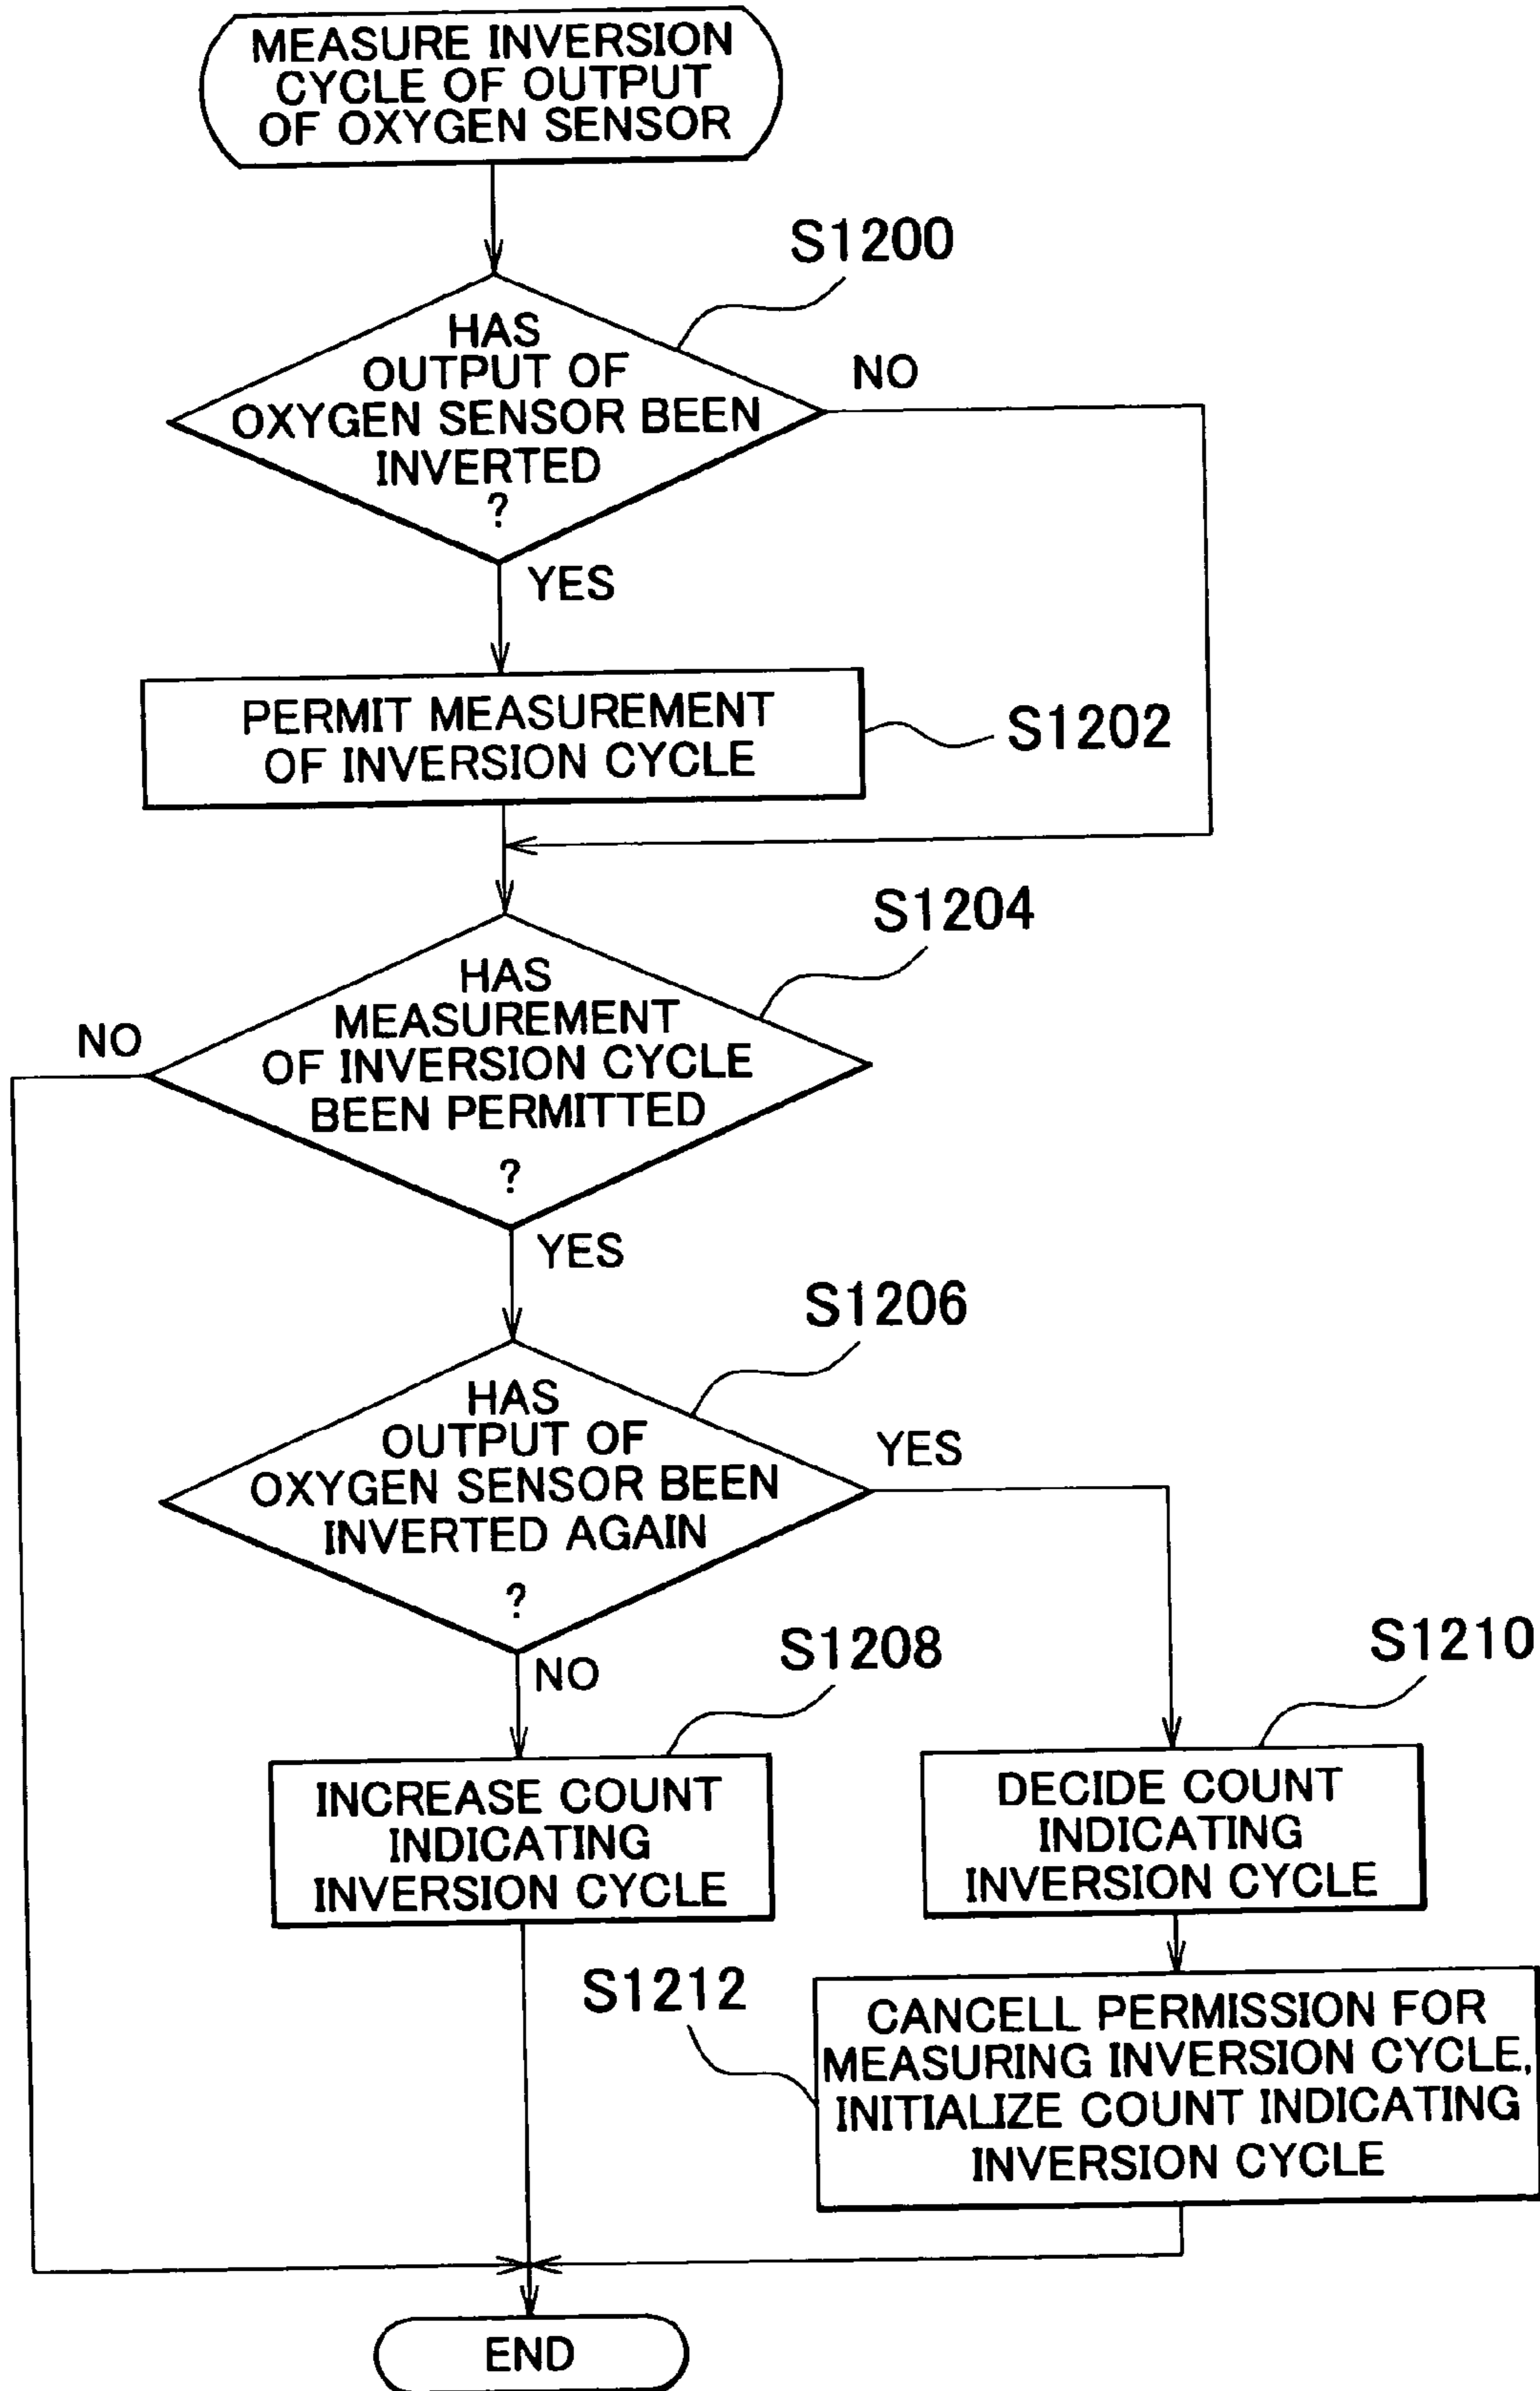 MEASURE INVERSION
CYCLE OF OUTPUT
OF OXYGEN SENSOR
S1200
HAS
OUTPUT OF
OXYGEN SENSOR BEEN
INVERTED
?
NO
YES
PERMIT MEASUREMENT
OF INVERSION CYCLE
S1202
S1204
HAS
MEASUREMENT
OF INVERSION CYCLE
BEEN PERMITTED
?
NO
YES
S1206
HAS
OUTPUT OF
OXYGEN SENSOR BEEN
INVERTED AGAIN
?
YES
NO
S1208
INCREASE COUNT
INDICATING
INVERSION CYCLE
S1210
DECIDE COUNT
INDICATING
INVERSION CYCLE
S1212
CANCELL PERMISSION FOR
MEASURING INVERSION CYCLE,
INITIALIZE COUNT INDICATING
INVERSION CYCLE
END